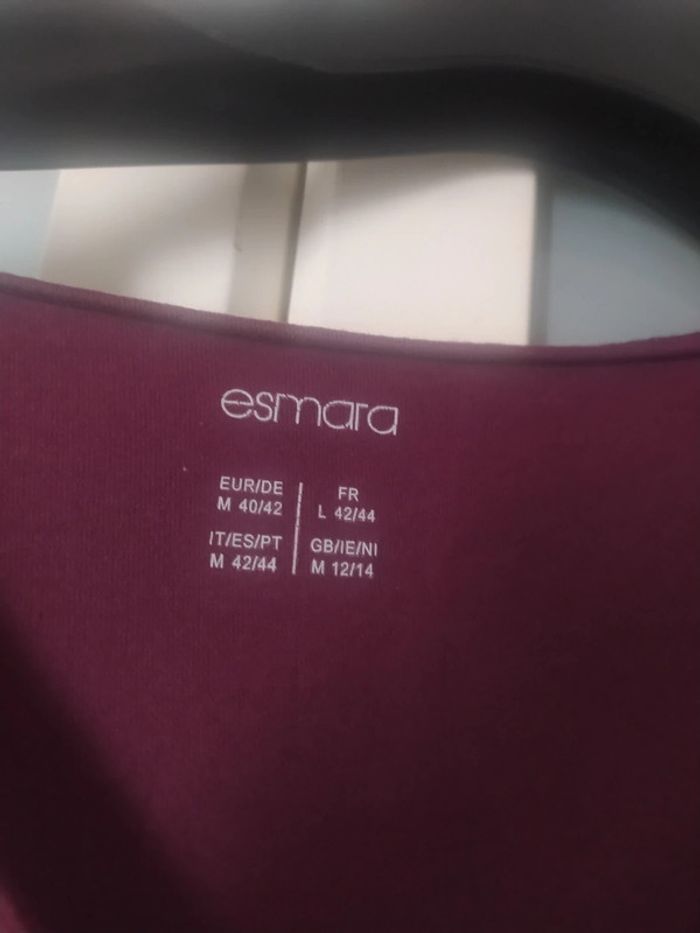 esmara
EUR/DE
M 40/42
FR
L 42/44
IT/ES/PT
M 42/44
GB/IE/NI
M 12/14